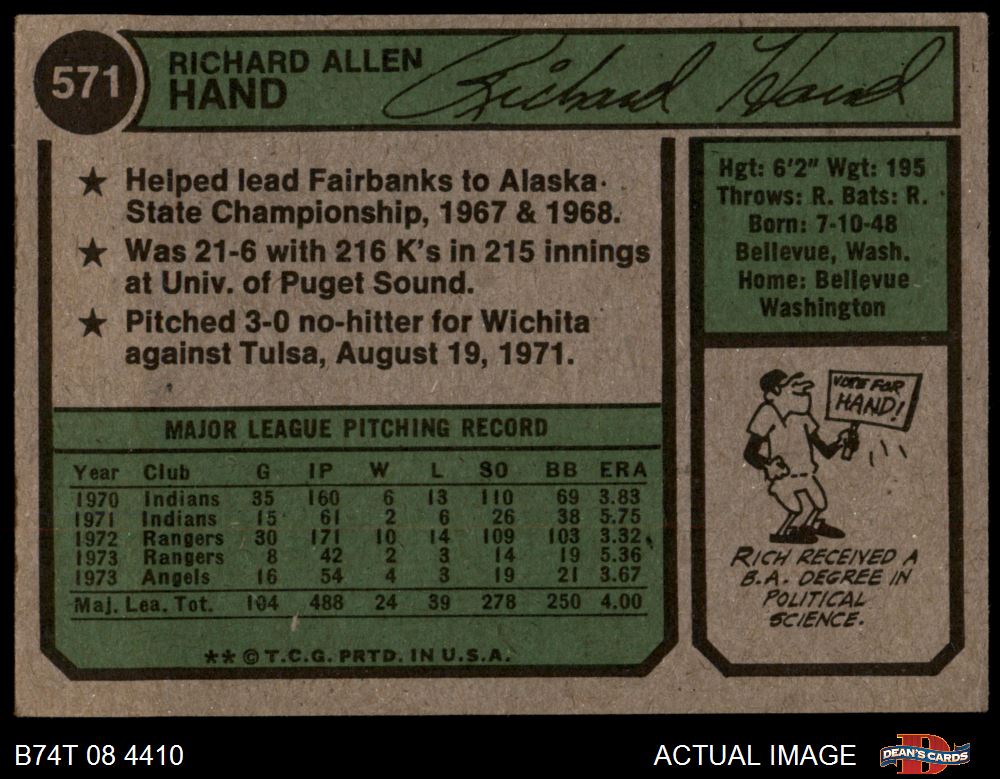 571
RICHARD ALLEN
HAND
Richard Hand
★ Helped lead Fairbanks to Alaska
State Championship, 1967 & 1968.
★ Was 21-6 with 216 K's in 215 innings
at Univ. of Puget Sound.
★ Pitched 3-0 no-hitter for Wichita
against Tulsa, August 19, 1971.
Hgt: 6'2" Wgt: 195
Throws: R. Bats: R.
Born: 7-10-48
Bellevue, Wash.
Home: Bellevue
Washington
MAJOR LEAGUE PITCHING RECORD
Year Club G IP W L SO BB ERA
1970 Indians 35 160 6 13 110 69 3.83
1971 Indians 15 61 2 6 26 38 5.75
1972 Rangers 30 171 10 14 109 103 3.32
1973 Rangers 8 42 2 3 14 19 5.36
1973 Angels 16 54 4 3 19 21 3.67
Maj. Lea. Tot. 104 488 24 39 278 250 4.00
** © T.C.G. PRTD. IN U.S.A.
VOTE FOR
HAND!
RICH RECEIVED A
B.A. DEGREE IN
POLITICAL
SCIENCE.
B74T 08 4410
ACTUAL IMAGE
DEAN'S CARDS